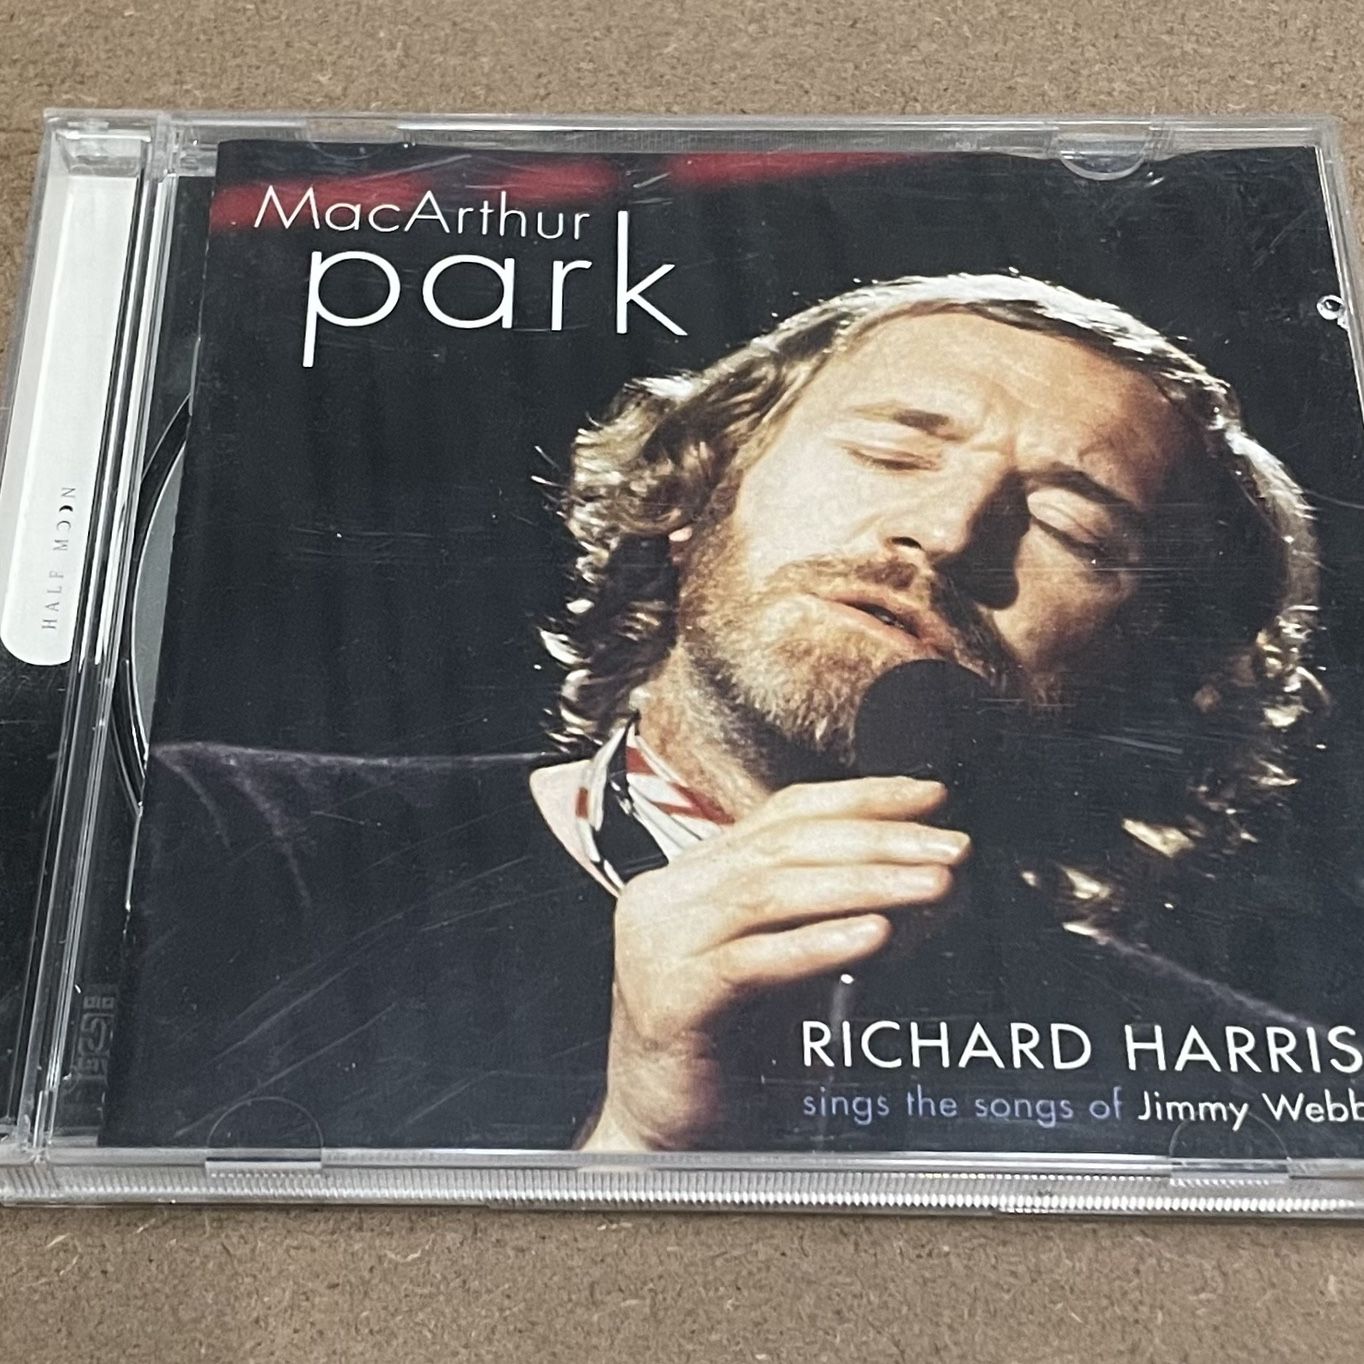 MacArthur
park
HALF MOON
RICHARD HARRIS
sings the songs of Jimmy Webb